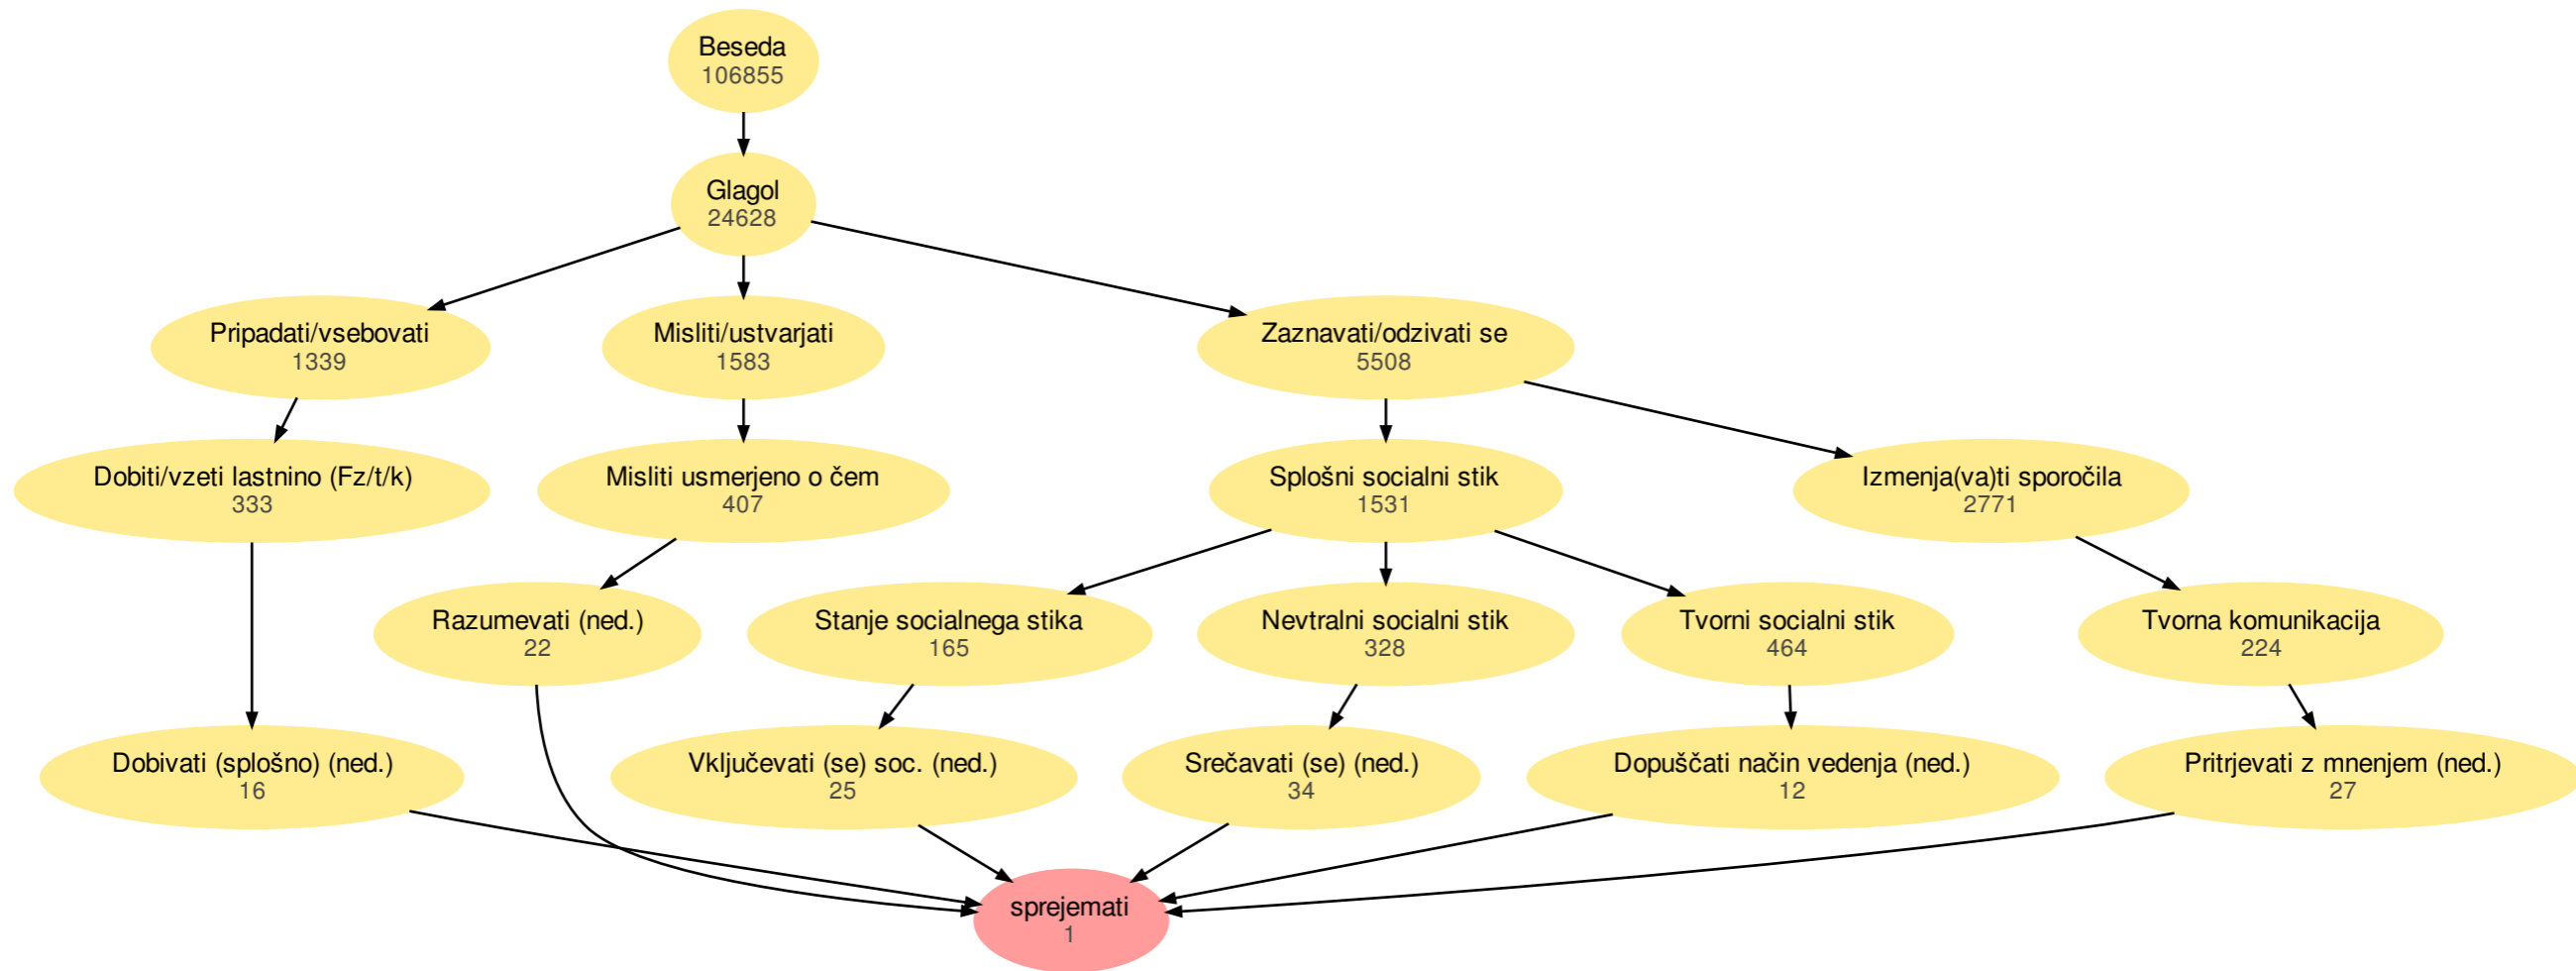 Beseda
106855
Glagol
24628
Pripadati/vsebovati
1339
Misliti/ustvarjati
1583
Zaznavati/odzivati se
5508
Dobiti/vzeti lastnino (Fz/t/k)
333
Misliti usmerjeno o čem
407
Splošni socialni stik
1531
Izmenja(va)ti sporočila
2771
Razumevati (ned.)
22
Stanje socialnega stika
165
Nevtralni socialni stik
328
Tvorni socialni stik
464
Tvorna komunikacija
224
Dobivati (splošno) (ned.)
16
Vključevati (se) soc. (ned.)
25
Srečavati (se) (ned.)
34
Dopuščati način vedenja (ned.)
12
Pritrjevati z mnenjem (ned.)
27
sprejemati
1